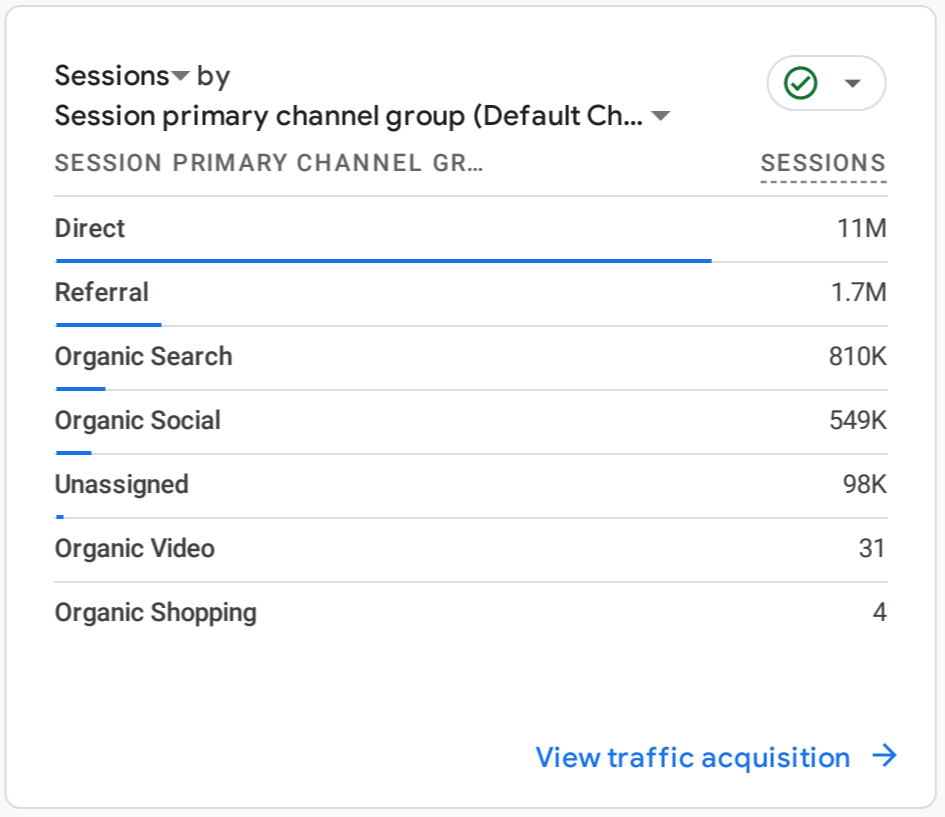 Sessions by
Session primary channel group (Default Ch...
SESSION PRIMARY CHANNEL GR... SESSIONS
Direct 11M
Referral 1.7M
Organic Search 810K
Organic Social 549K
Unassigned 98K
Organic Video 31
Organic Shopping 4
View traffic acquisition